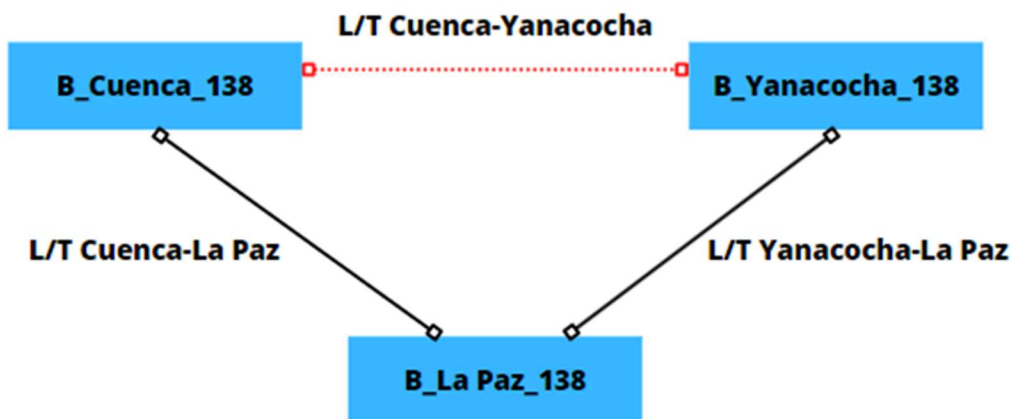 L/T Cuenca-Yanacocha
B_Cuenca_138
B_Yanacocha_138
L/T Cuenca-La Paz
L/T Yanacocha-La Paz
B_La Paz_138